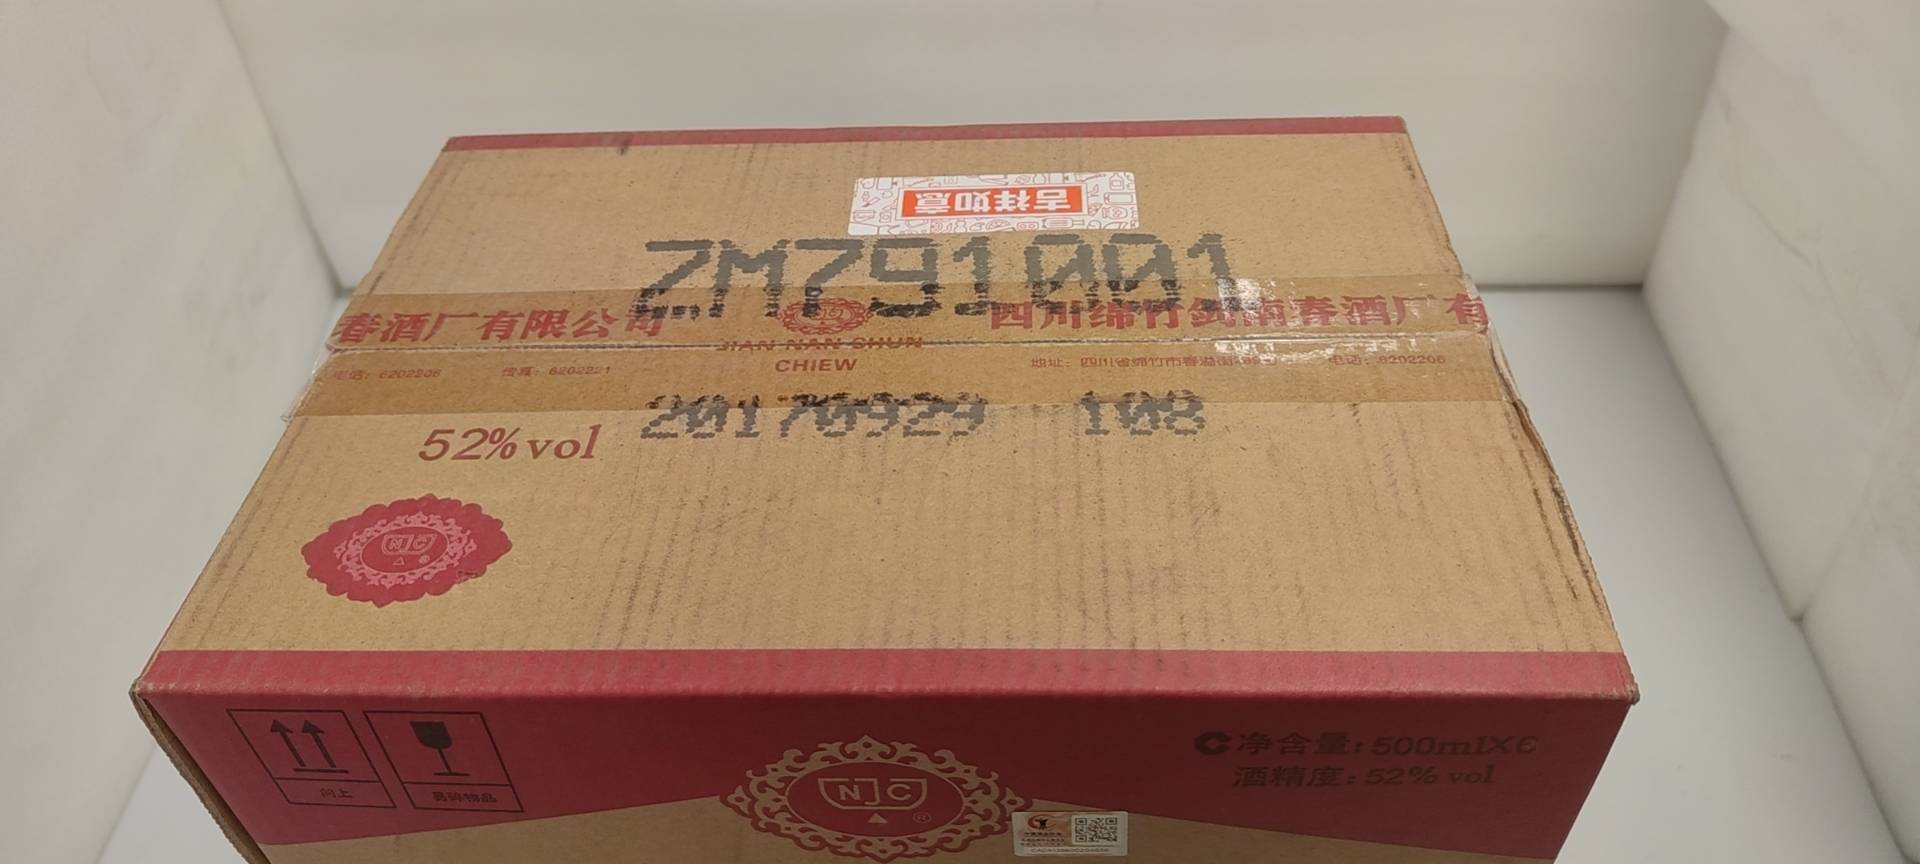 吉祥如意
ZM791001
春酒厂有限公司
四川绵竹剑南春酒厂有
JIAN NAN CHUN
CHIEW
电话：6202206
传真：6202221
地址：四川省绵竹市春溢街
电话：6202206
20170929 108
52% vol
NJC
®
向上
易碎物品
NJC
®
净含量：500mlX6
酒精度：52% vol